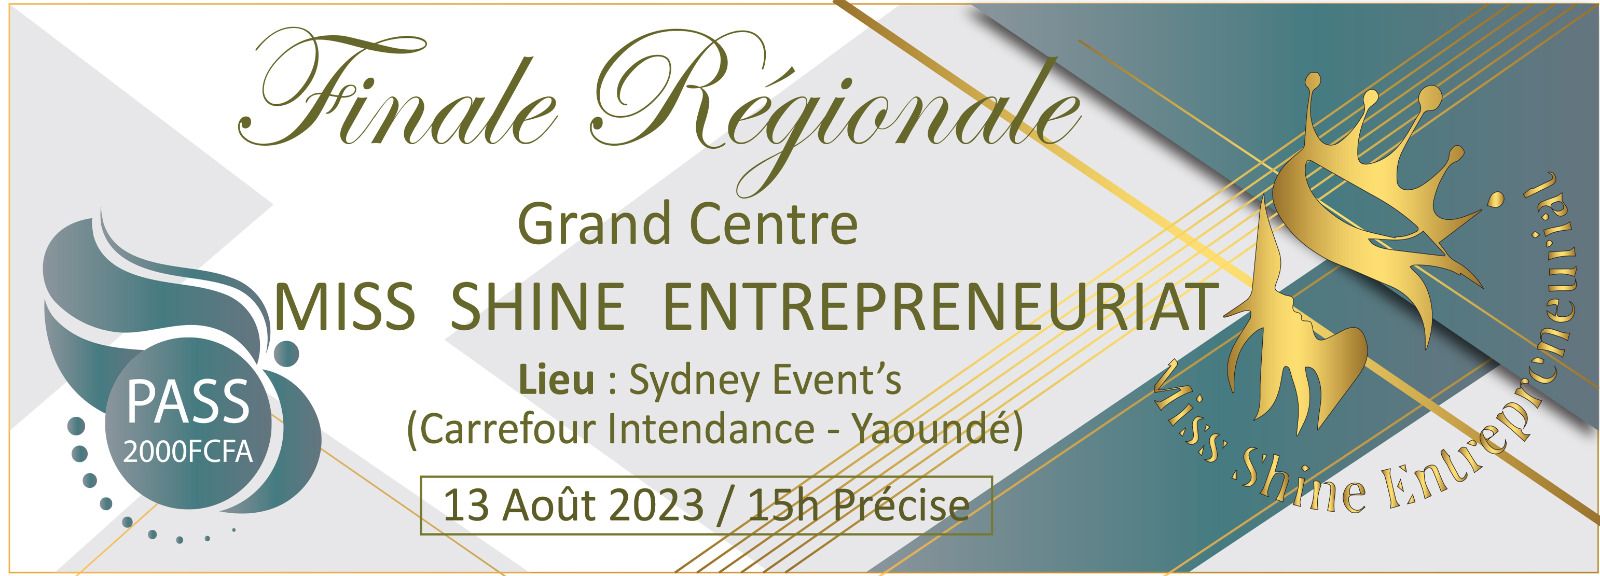 Finale Régionale
Grand Centre
MISS SHINE ENTREPRENEURIAT
Lieu : Sydney Event’s
(Carrefour Intendance - Yaoundé)
13 Août 2023 / 15h Précise
PASS
2000FCFA
Miss Shine Entrepreneurial